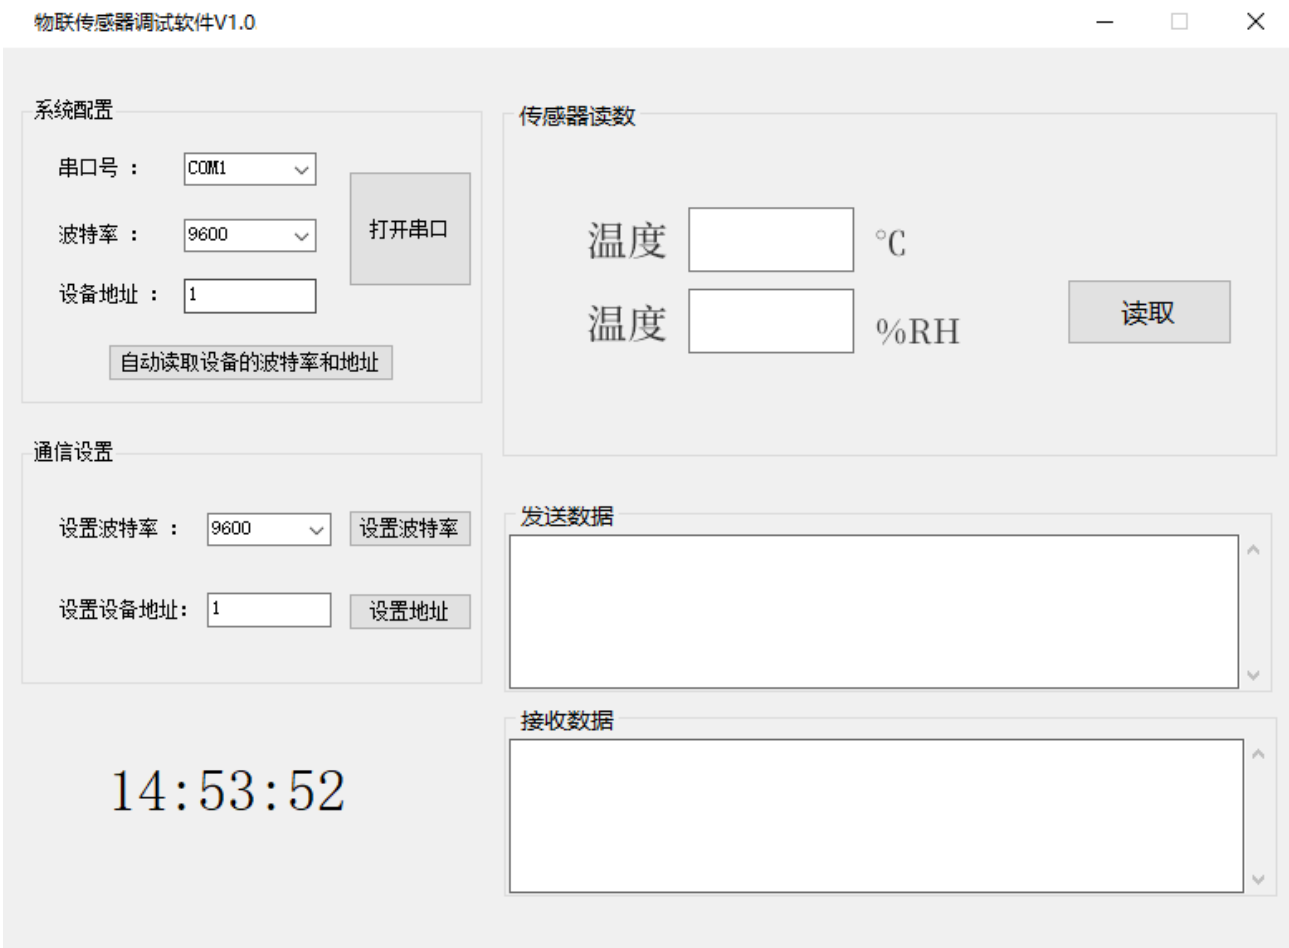 物联传感器调试软件V1.0
系统配置
串口号 : COM1
波特率 : 9600
打开串口
设备地址 : 1
自动读取设备的波特率和地址
通信设置
设置波特率 : 9600 设置波特率
设置设备地址: 1 设置地址
14:53:52
传感器读数
温度 °C
温度 %RH
读取
发送数据
接收数据